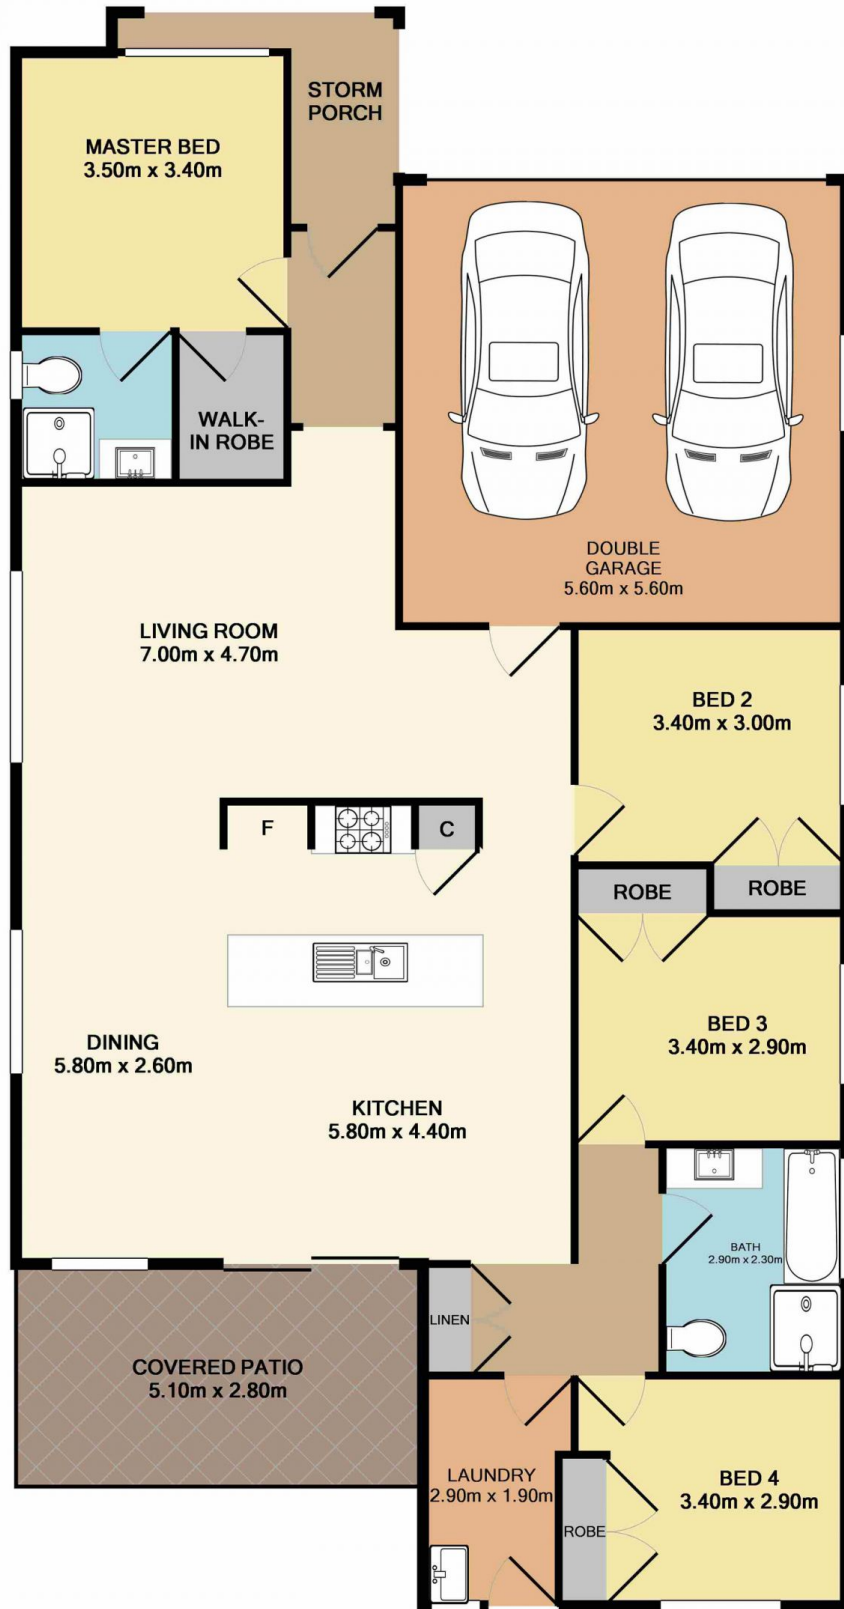 STORM
PORCH
MASTER BED
3.50m x 3.40m
WALK-
IN ROBE
DOUBLE
GARAGE
5.60m x 5.60m
LIVING ROOM
7.00m x 4.70m
BED 2
3.40m x 3.00m
F
C
ROBE
ROBE
BED 3
3.40m x 2.90m
DINING
5.80m x 2.60m
KITCHEN
5.80m x 4.40m
BATH
2.90m x 2.30m
LINEN
COVERED PATIO
5.10m x 2.80m
LAUNDRY
2.90m x 1.90m
BED 4
3.40m x 2.90m
ROBE